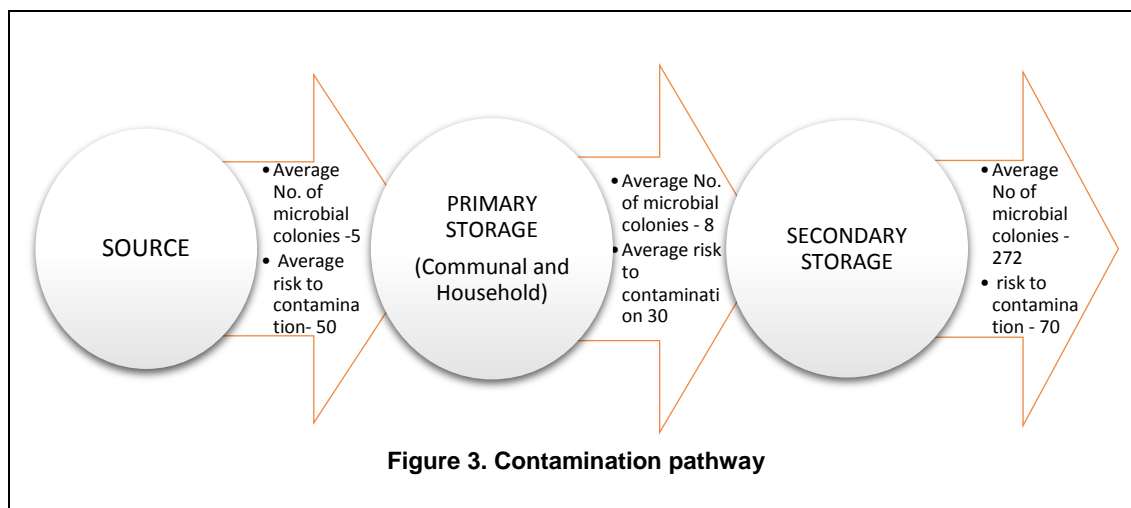 SOURCE
• Average
No. of
microbial
colonies -5
• Average
risk to
contamina
tion- 50
PRIMARY
STORAGE
(Communal and
Household)
• Average No.
of microbial
colonies - 8
• Average risk
to
contaminati
on 30
SECONDARY
STORAGE
• Average
No of
microbial
colonies -
272
• risk to
contamina
tion - 70
Figure 3. Contamination pathway